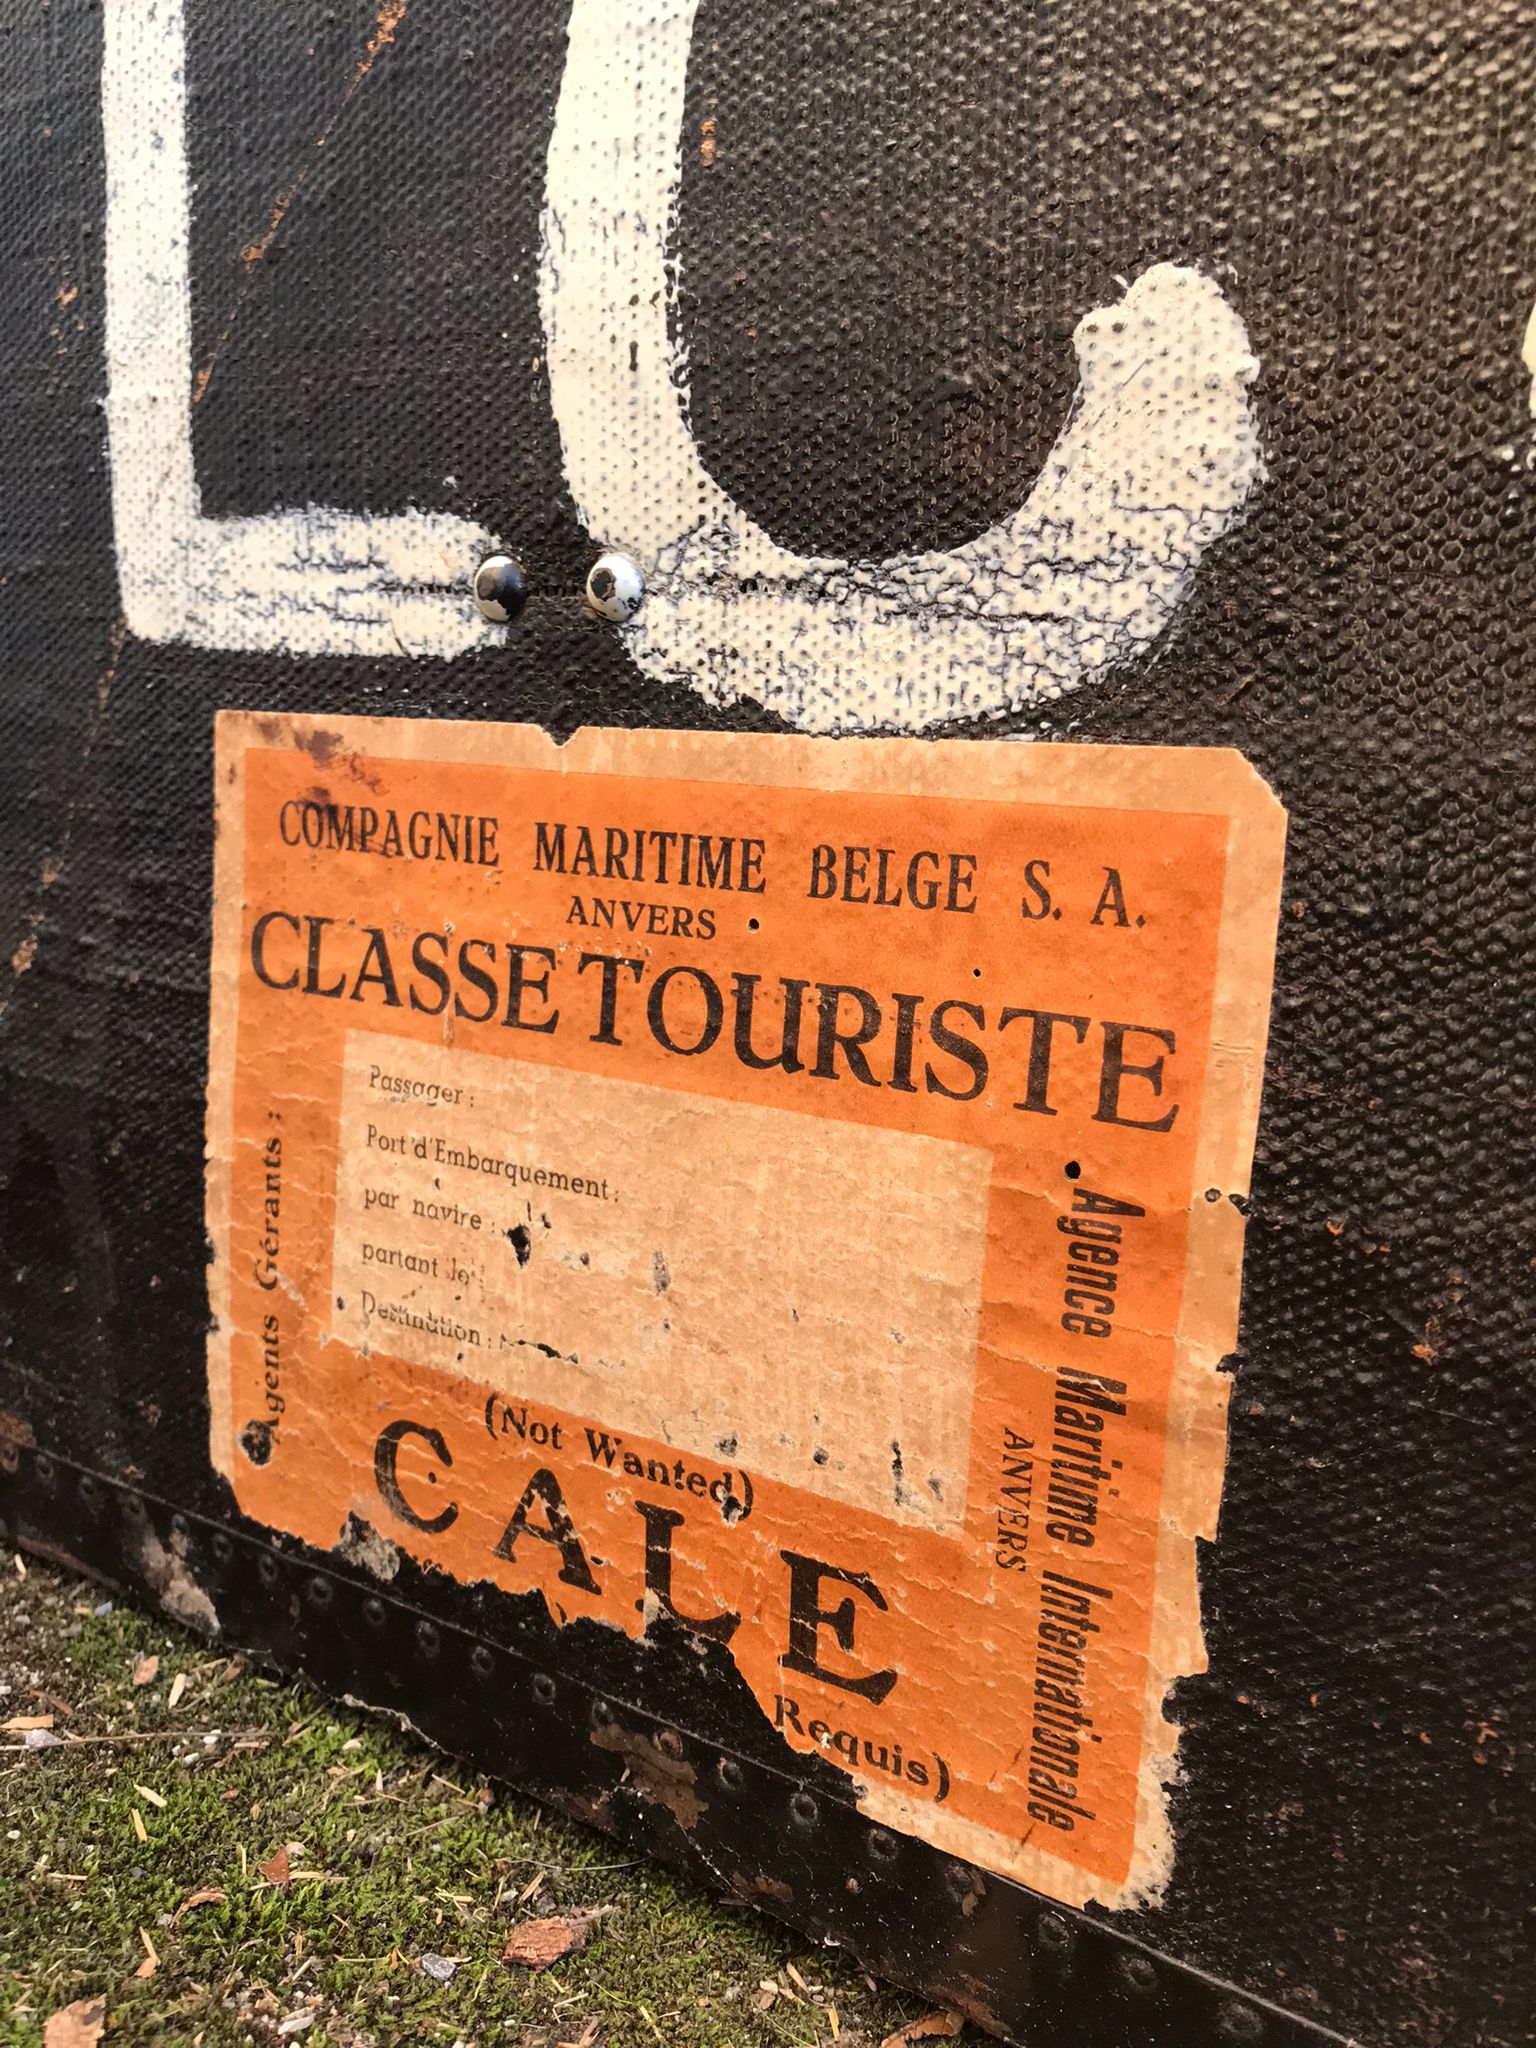 LC
COMPAGNIE MARITIME BELGE S. A.
ANVERS
CLASSE TOURISTE
Agents Gérants :
Passager :
Port d'Embarquement :
par navire :
partant le :
Destination :
Agence Maritime Internationale
ANVERS
(Not Wanted)
CALE
Requis)